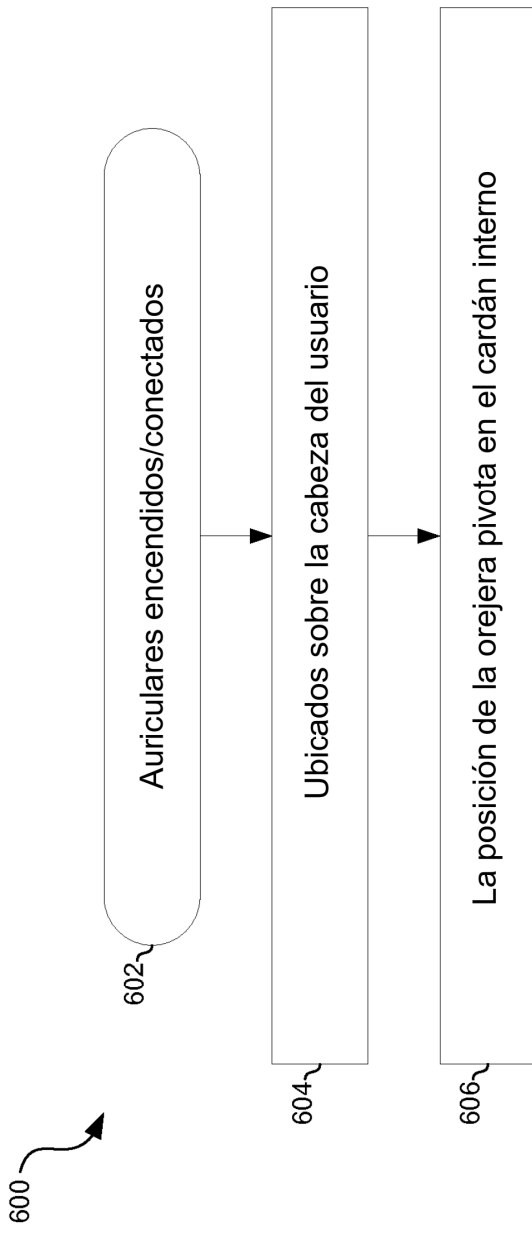 600
602
Auriculares encendidos/conectados
604
Ubicados sobre la cabeza del usuario
606
La posición de la orejera pivota en el cardán interno